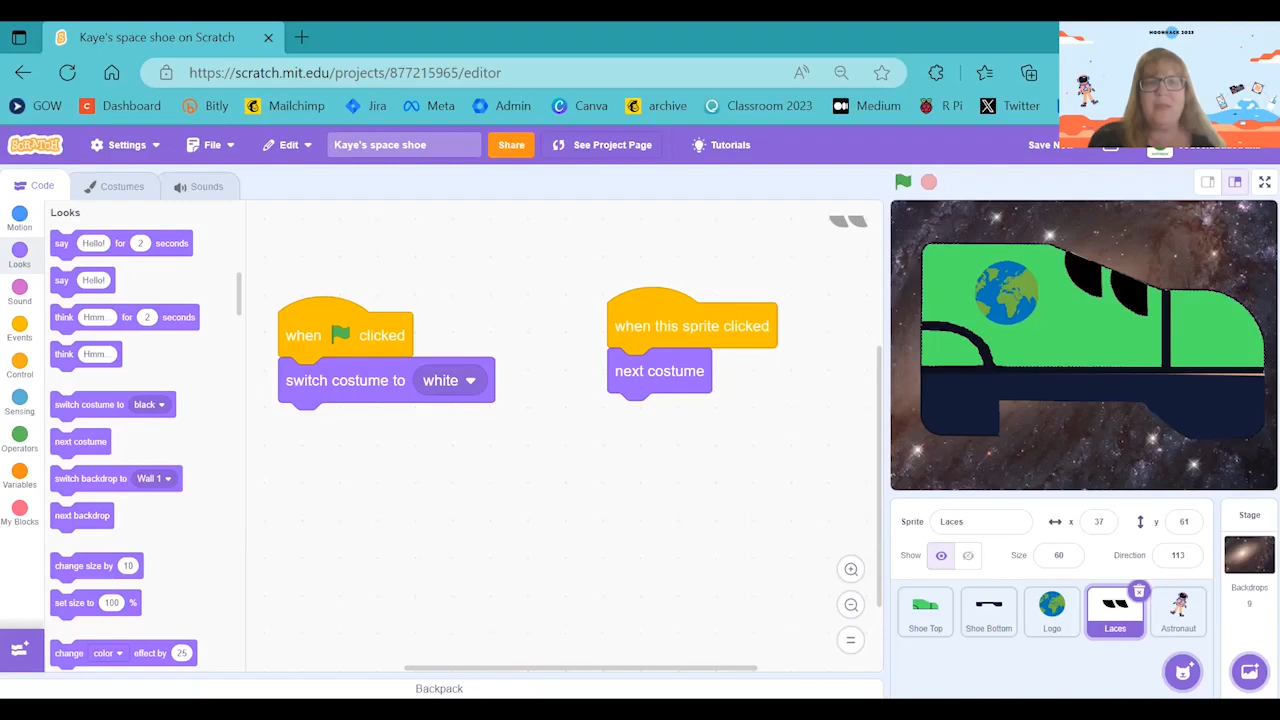 Kaye's space shoe on Scratch
https://scratch.mit.edu/projects/877215965/editor
MOONHACK 2023
GOW Dashboard Bitly Mailchimp Jira Meta Admin Canva archive Classroom 2023 Medium R Pi Twitter
SCRATCH Settings File Edit Kaye's space shoe Share See Project Page Tutorials Save
Code Costumes Sounds
Motion
Looks
Sound
Events
Control
Sensing
Operators
Variables
My Blocks
Looks
say Hello! for 2 seconds
say Hello!
think Hmm... for 2 seconds
think Hmm...
switch costume to black
next costume
switch backdrop to Wall 1
next backdrop
change size by 10
set size to 100 %
change color effect by 25
when clicked
switch costume to white
when this sprite clicked
next costume
Sprite Laces x 37 y 61
Show Size 60 Direction 113
Shoe Top Shoe Bottom Logo Laces Astronaut
Stage
Backdrops
9
Backpack